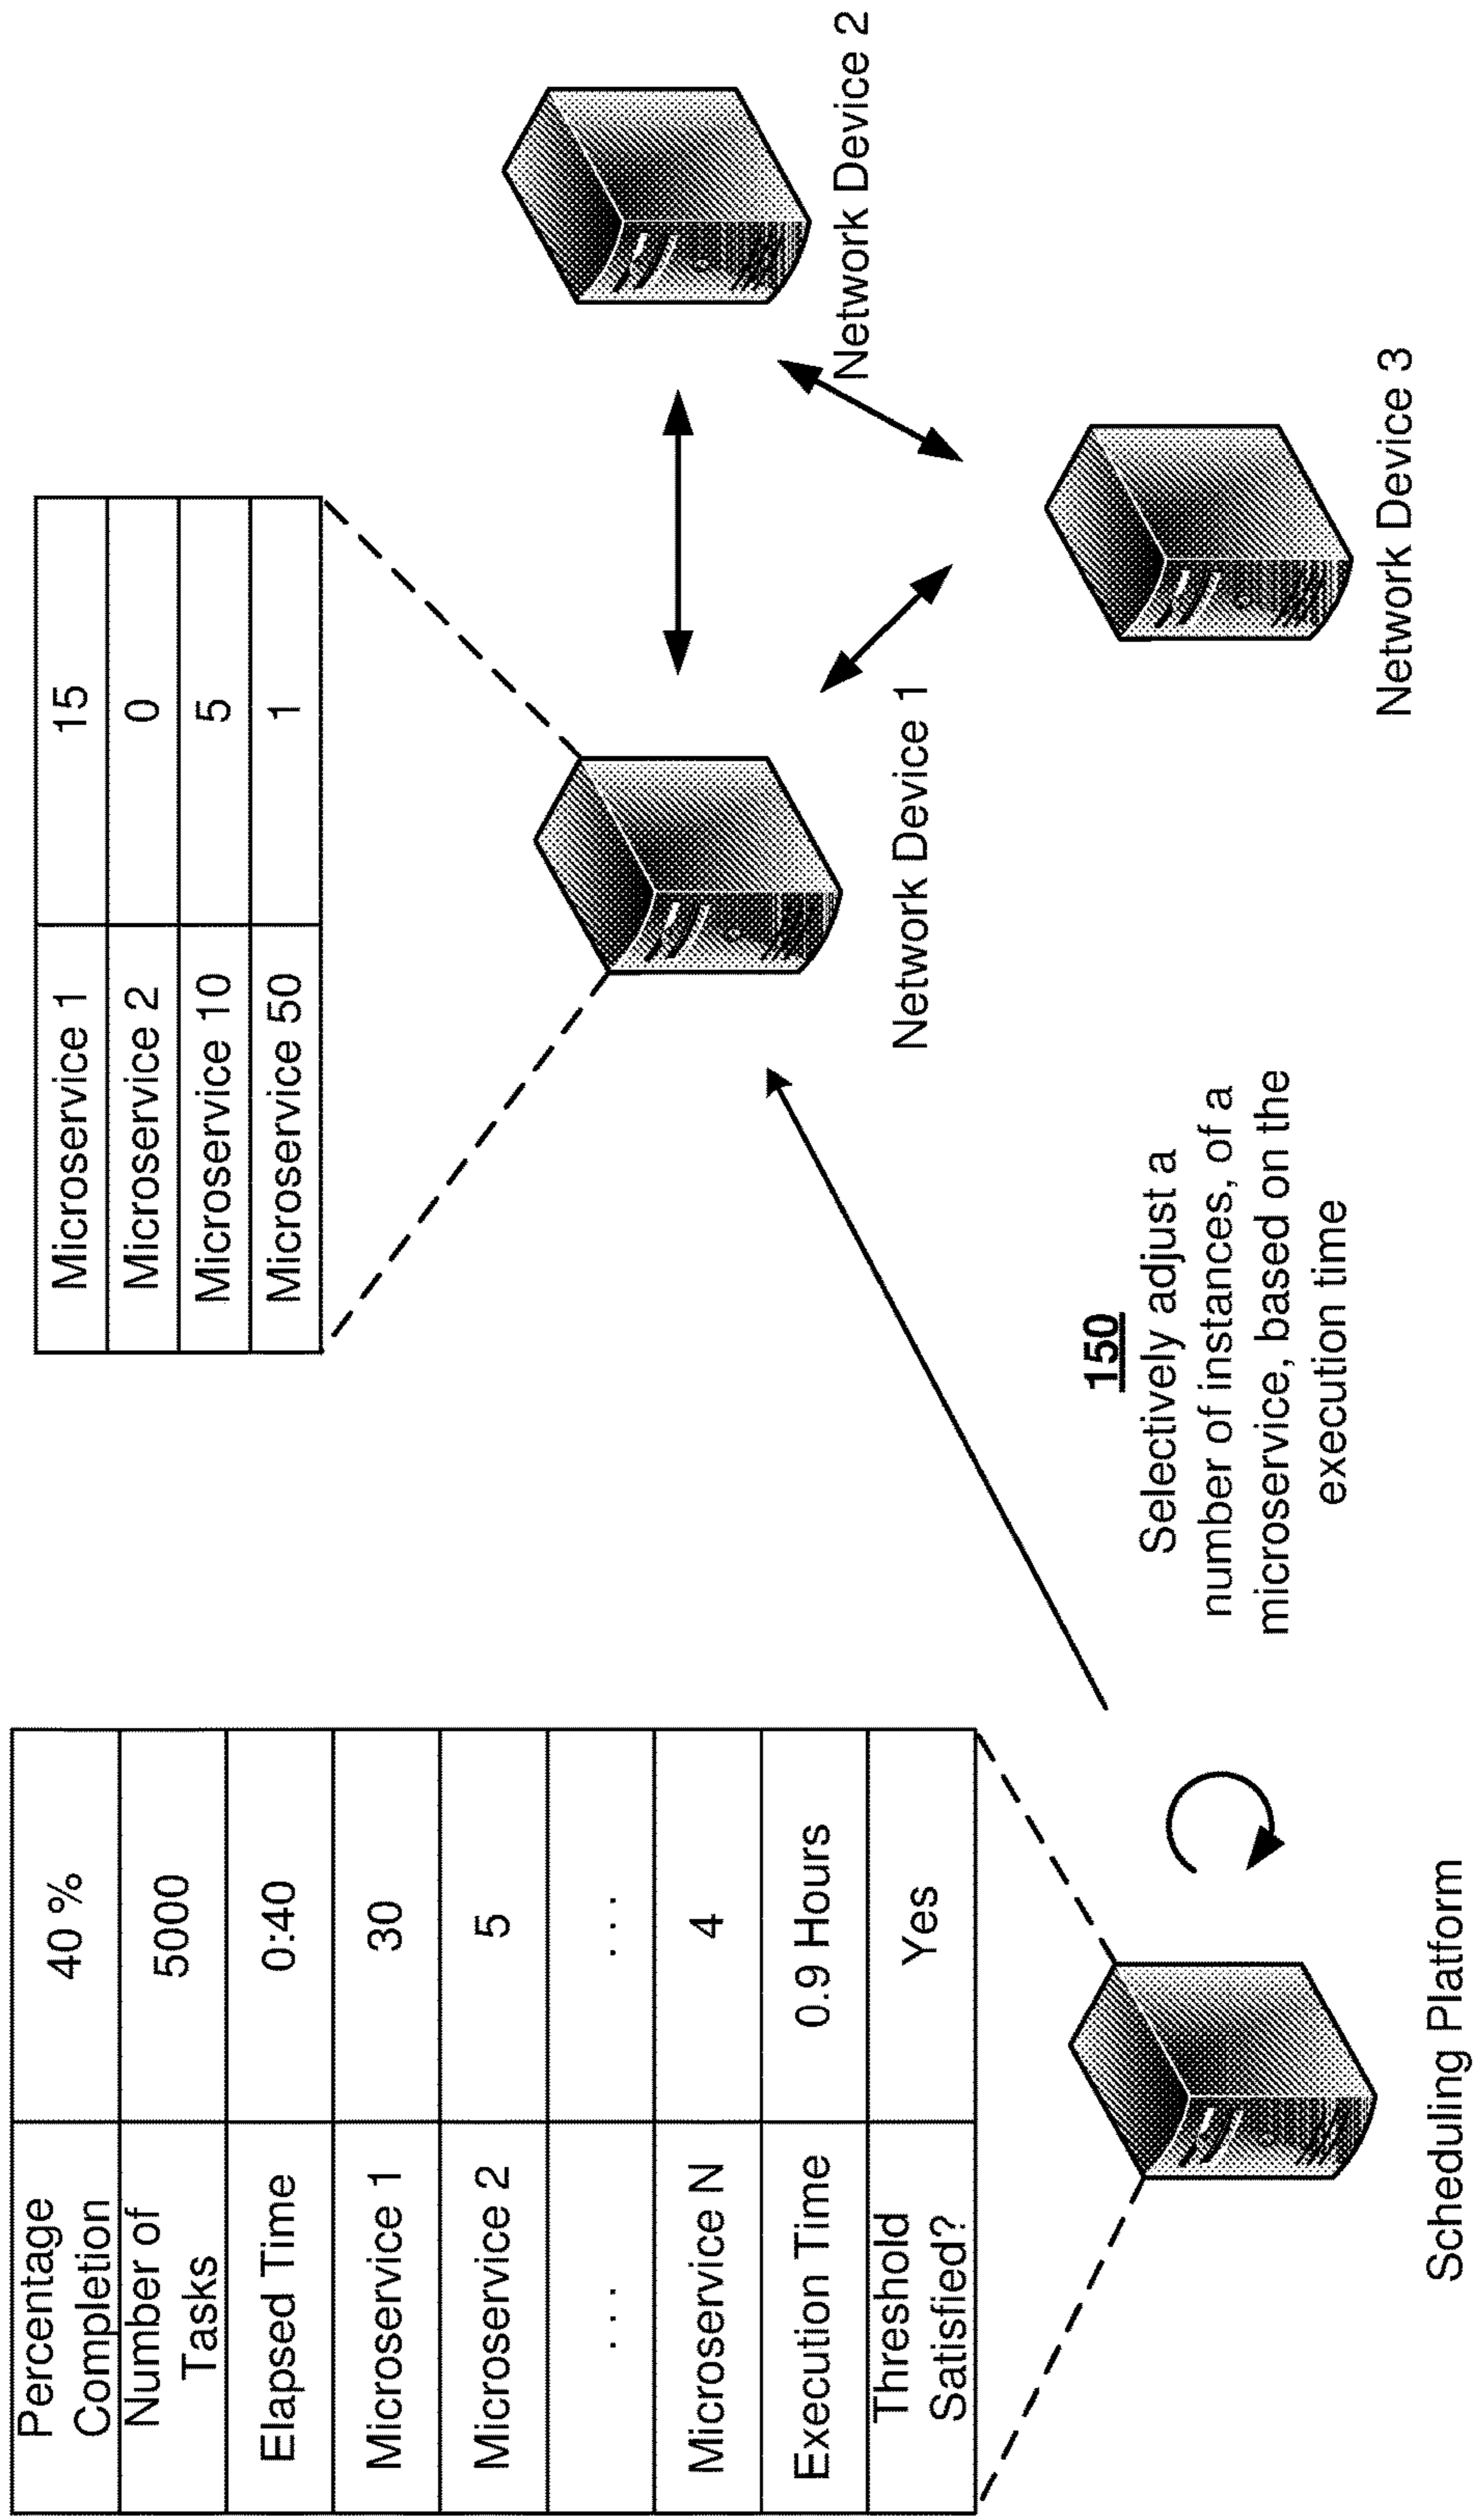 Percentage
Completion
40 %
Number of
Tasks
5000
Elapsed Time
0:40
Microservice 1
30
Microservice 2
5
. . .
. . .
Microservice N
4
Execution Time
0.9 Hours
Threshold
Satisfied?
Yes
Scheduling Platform
150
Selectively adjust a
number of instances, of a
microservice, based on the
execution time
Microservice 1
15
Microservice 2
0
Microservice 10
5
Microservice 50
1
Network Device 1
Network Device 2
Network Device 3